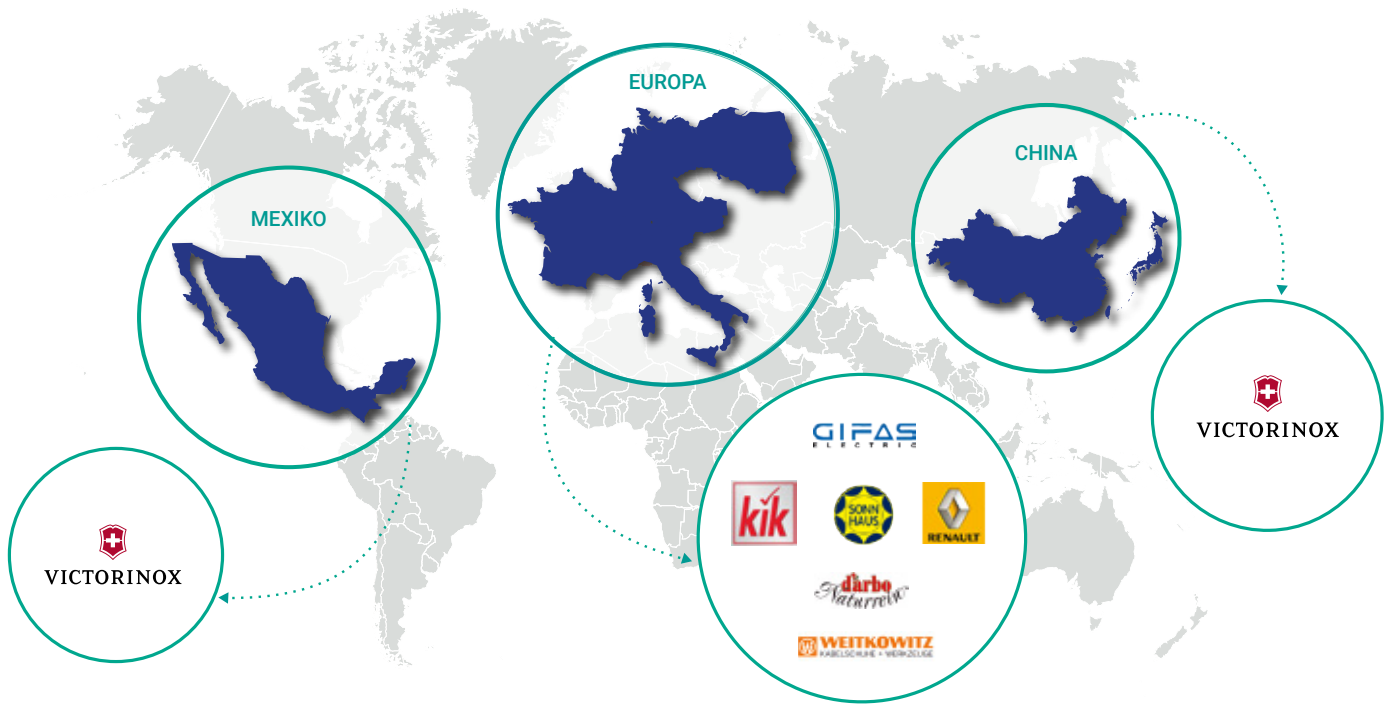 EUROPA
CHINA
MEXIKO
GIFAS
ELECTRIC
VICTORINOX
kik
SONN
HAUS
RENAULT
VICTORINOX
d'arbo
Naturrein
WEITKOWITZ
KABELSCHUHE + WERKZEUGE